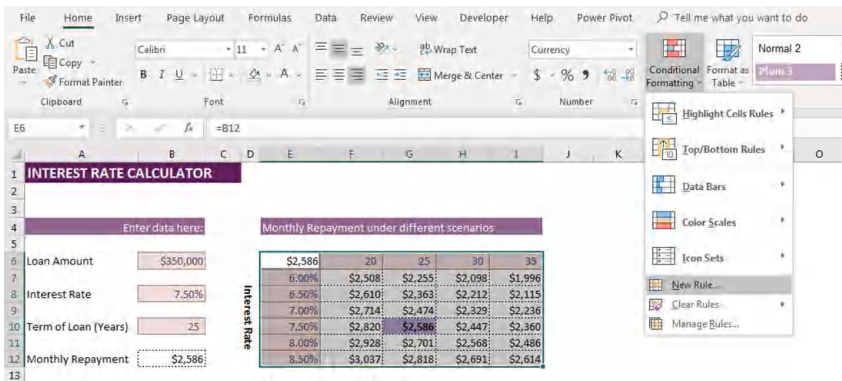 File Home Insert Page Layout Formulas Data Review View Developer Help Power Pivot Tell me what you want to do
Cut
Copy
Paste
Format Painter
Clipboard
Calibri 11 A A
B I U A
Font
Wrap Text
Merge & Center
Alignment
Currency
$ % 9
Number
Conditional Formatting
Format as Table
Normal 2
Plum 3
Highlight Cells Rules
Top/Bottom Rules
Data Bars
Color Scales
Icon Sets
New Rule...
Clear Rules
Manage Rules...
E6 fx =B12
A B C D E F G H I J K O
1 INTEREST RATE CALCULATOR
2
3
4 Enter data here: Monthly Repayment under different scenarios
5
6 Loan Amount $350,000 $2,586 20 25 30 35
7 6.00% $2,508 $2,255 $2,098 $1,996
8 Interest Rate 7.50% 6.50% $2,610 $2,363 $2,212 $2,115
9 7.00% $2,714 $2,474 $2,329 $2,236
10 Term of Loan (Years) 25 7.50% $2,820 $2,586 $2,447 $2,360
11 8.00% $2,928 $2,701 $2,568 $2,486
12 Monthly Repayment $2,586 8.50% $3,037 $2,818 $2,691 $2,614
13
Interest Rate